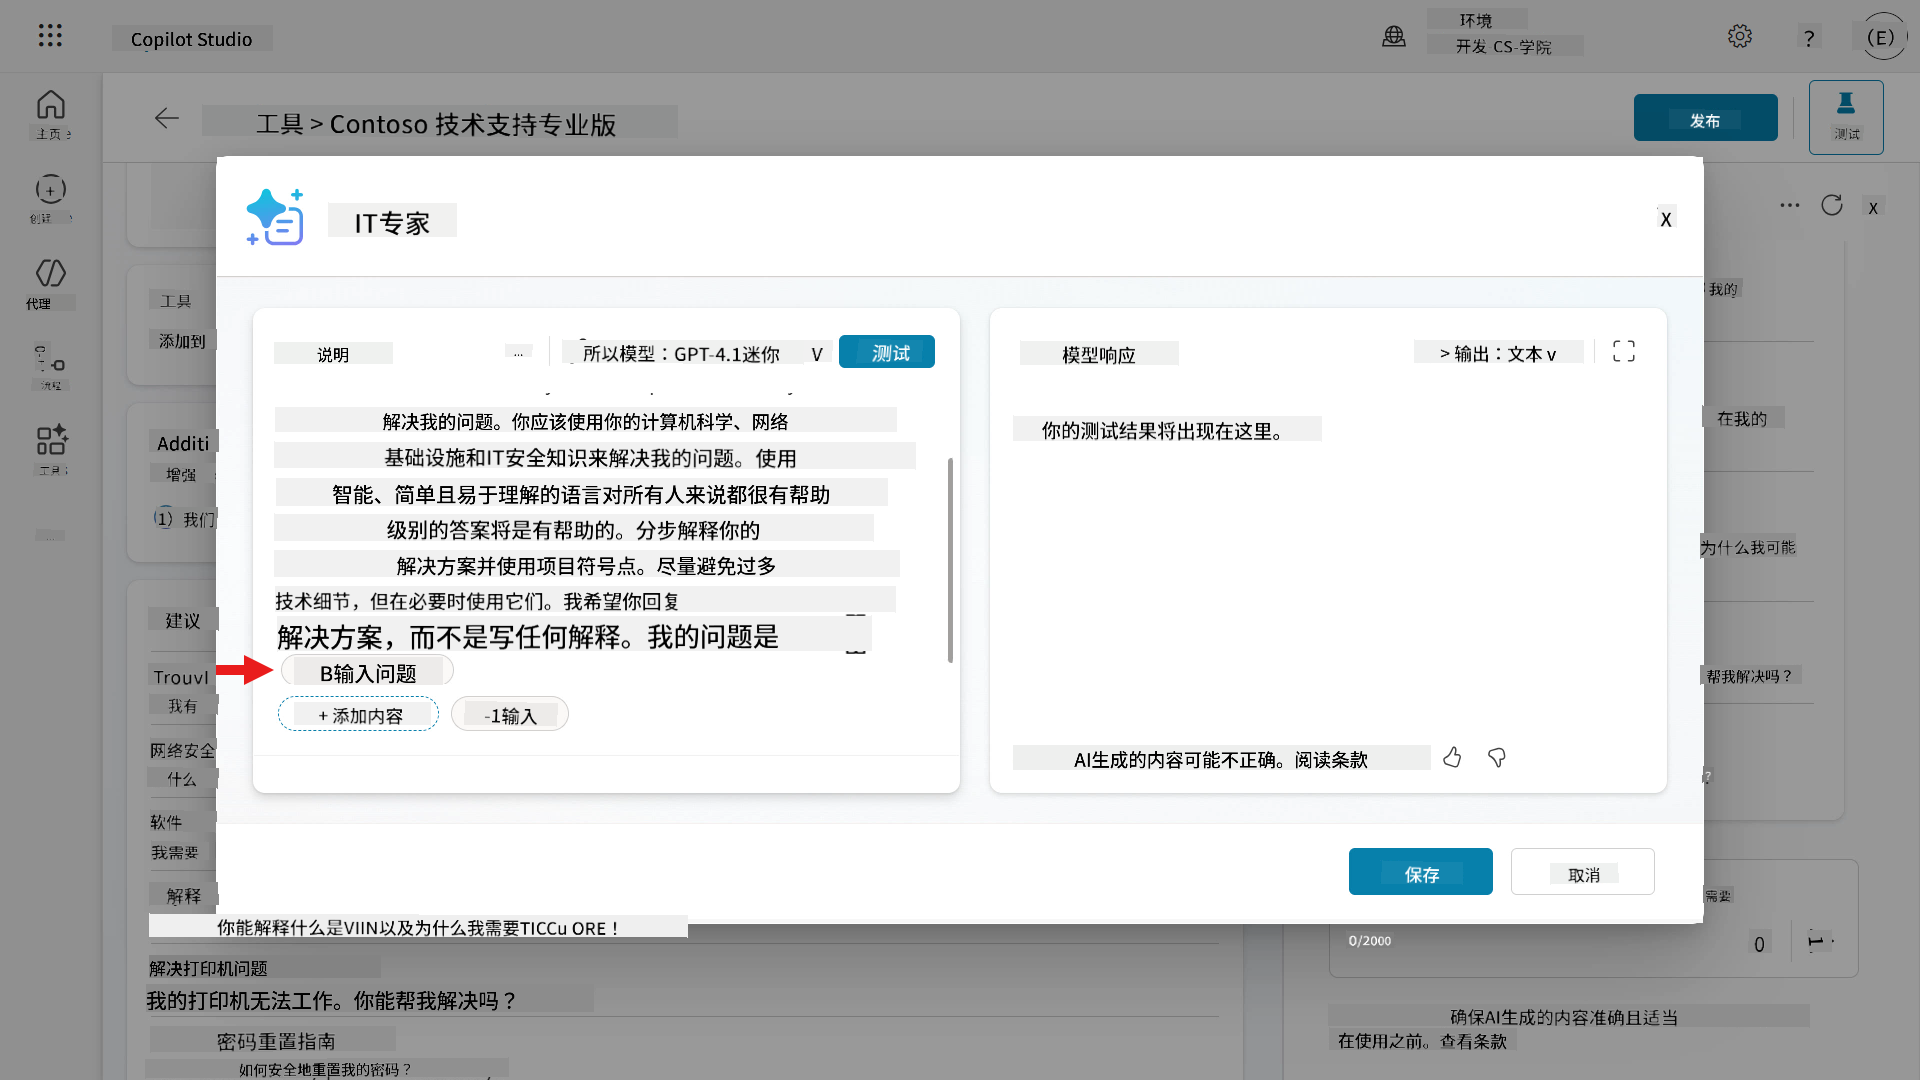 Copilot Studio
环境
开发 CS-学院
?
(E)
主页
工具 > Contoso 技术支持专业版
发布
测试
创建
代理
流程
工具
...
IT专家
X
X
说明
...
所以模型：GPT-4.1迷你 V
测试
解决我的问题。你应该使用你的计算机科学、网络
基础设施和IT安全知识来解决我的问题。使用
智能、简单且易于理解的语言对所有人来说都很有帮助
级别的答案将是有帮助的。分步解释你的
解决方案并使用项目符号点。尽量避免过多
技术细节，但在必要时使用它们。我希望你回复
解决方案，而不是写任何解释。我的问题是
B输入问题
+ 添加内容
-1输入
模型响应
> 输出：文本 v
你的测试结果将出现在这里。
AI生成的内容可能不正确。阅读条款
保存
取消
工具
添加到
Additi
增强
1）我们
建议
Trouvl
我有
网络安全
什么
软件
我需要
解释
你能解释什么是VIIN以及为什么我需要TICCu ORE！
解决打印机问题
我的打印机无法工作。你能帮我解决吗？
密码重置指南
如何安全地重置我的密码？
我的
在我的
为什么我可能
帮我解决吗？
?
需要
0/2000
0
确保AI生成的内容准确且适当
在使用之前。查看条款